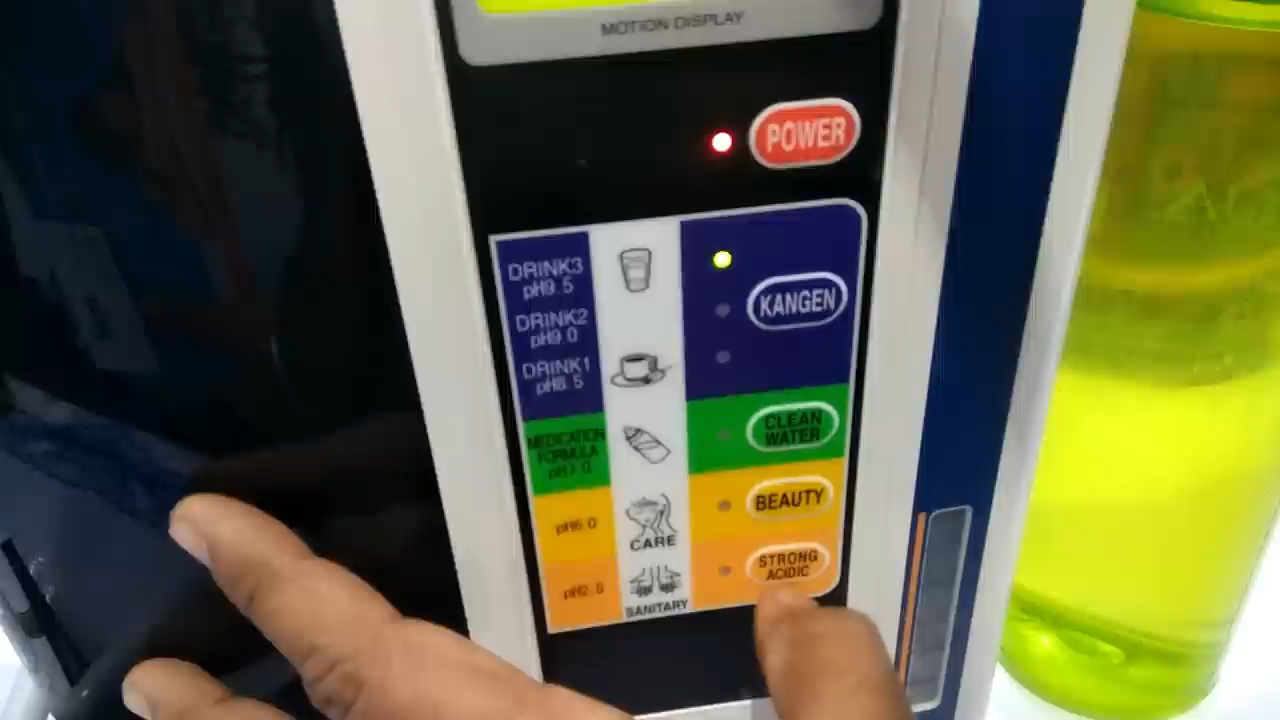 MOTION DISPLAY
POWER
DRINK3
pH9.5
DRINK2
pH9.0
DRINK1
pH8.5
KANGEN
MEDICATION
FORMULA
pH7.0
CLEAN
WATER
pH6.0
CARE
BEAUTY
pH2.5
SANITARY
STRONG
ACIDIC